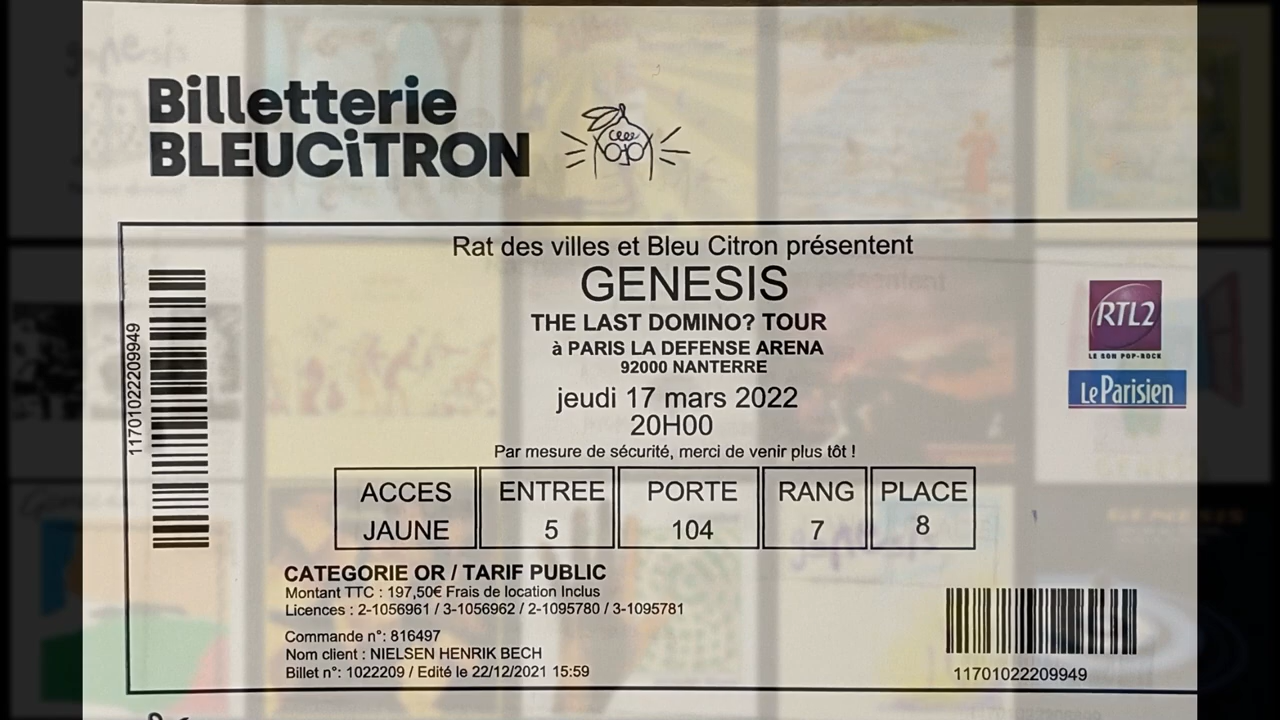 Billetterie
BLEUCiTRON
Rat des villes et Bleu Citron présentent
GENESIS
THE LAST DOMINO? TOUR
à PARIS LA DEFENSE ARENA
92000 NANTERRE
jeudi 17 mars 2022
20H00
Par mesure de sécurité, merci de venir plus tôt !
RTL2
LE SON POP-ROCK
Le Parisien
11701022209949
ACCES ENTREE PORTE RANG PLACE
JAUNE 5 104 7 8
CATEGORIE OR / TARIF PUBLIC
Montant TTC : 197,50€ Frais de location Inclus
Licences : 2-1056961 / 3-1056962 / 2-1095780 / 3-1095781
Commande n°: 816497
Nom client : NIELSEN HENRIK BECH
Billet n°: 1022209 / Edité le 22/12/2021 15:59
11701022209949
genesiS
GENESIS